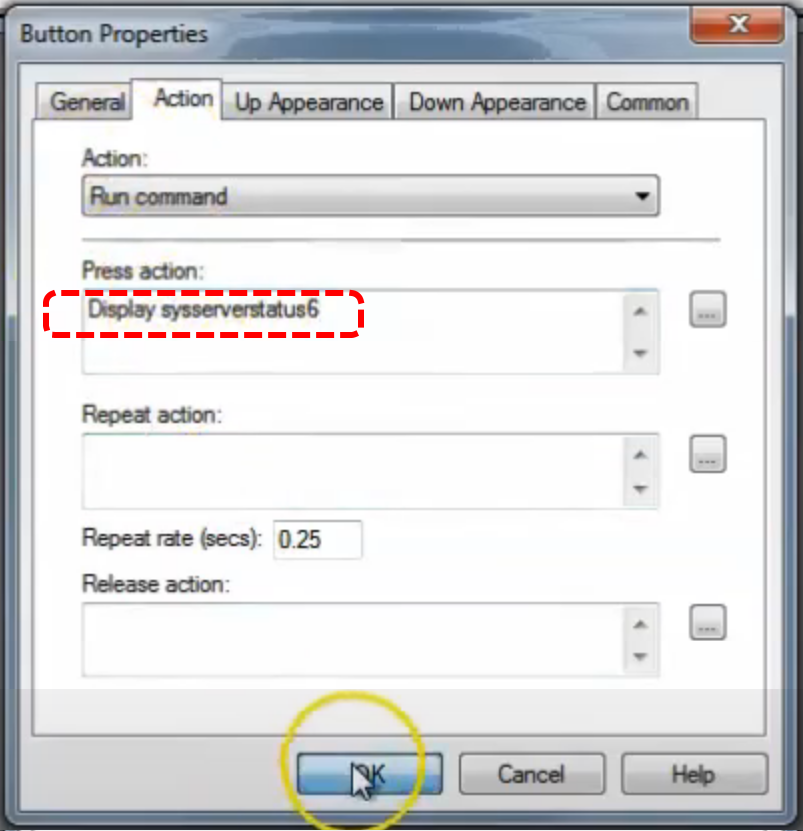 Button Properties
X
General Action Up Appearance Down Appearance Common
Action:
Run command
Press action:
Display sysserverstatus6
...
Repeat action:
...
Repeat rate (secs): 0.25
Release action:
...
OK Cancel Help